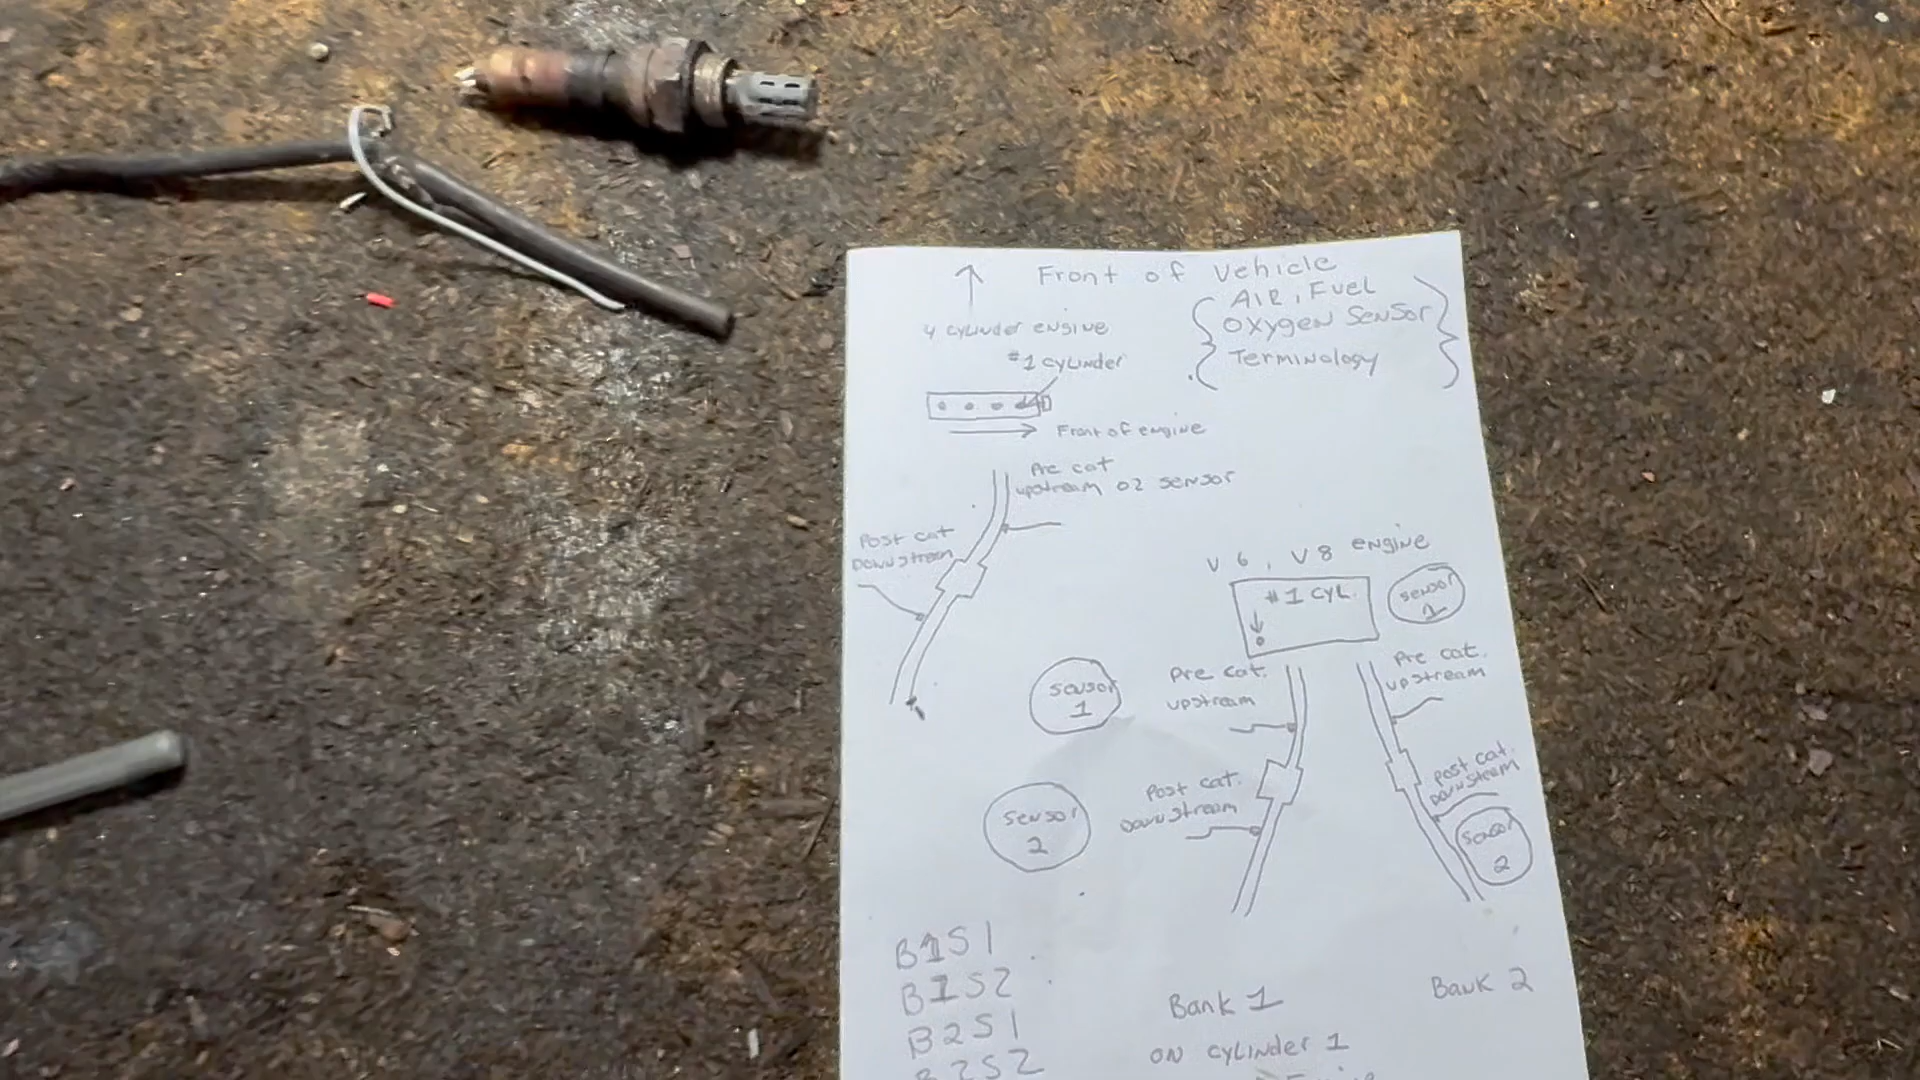 Front of Vehicle
AIR, Fuel
Oxygen Sensor
Terminology
4 cylinder engine
#1 cylinder
Front of engine
Pre cat
upstream O2 sensor
Post cat
Downstream
V6, V8 engine
#1 CYL.
sensor
1
Pre cat.
upstream
Pre cat.
upstream
sensor
1
Post cat.
Downstream
Post cat.
Downsteam
sensor
2
sensor
2
B1S1
B1S2
B2S1
B2S2
Bank 1
on cylinder 1
Bank 2